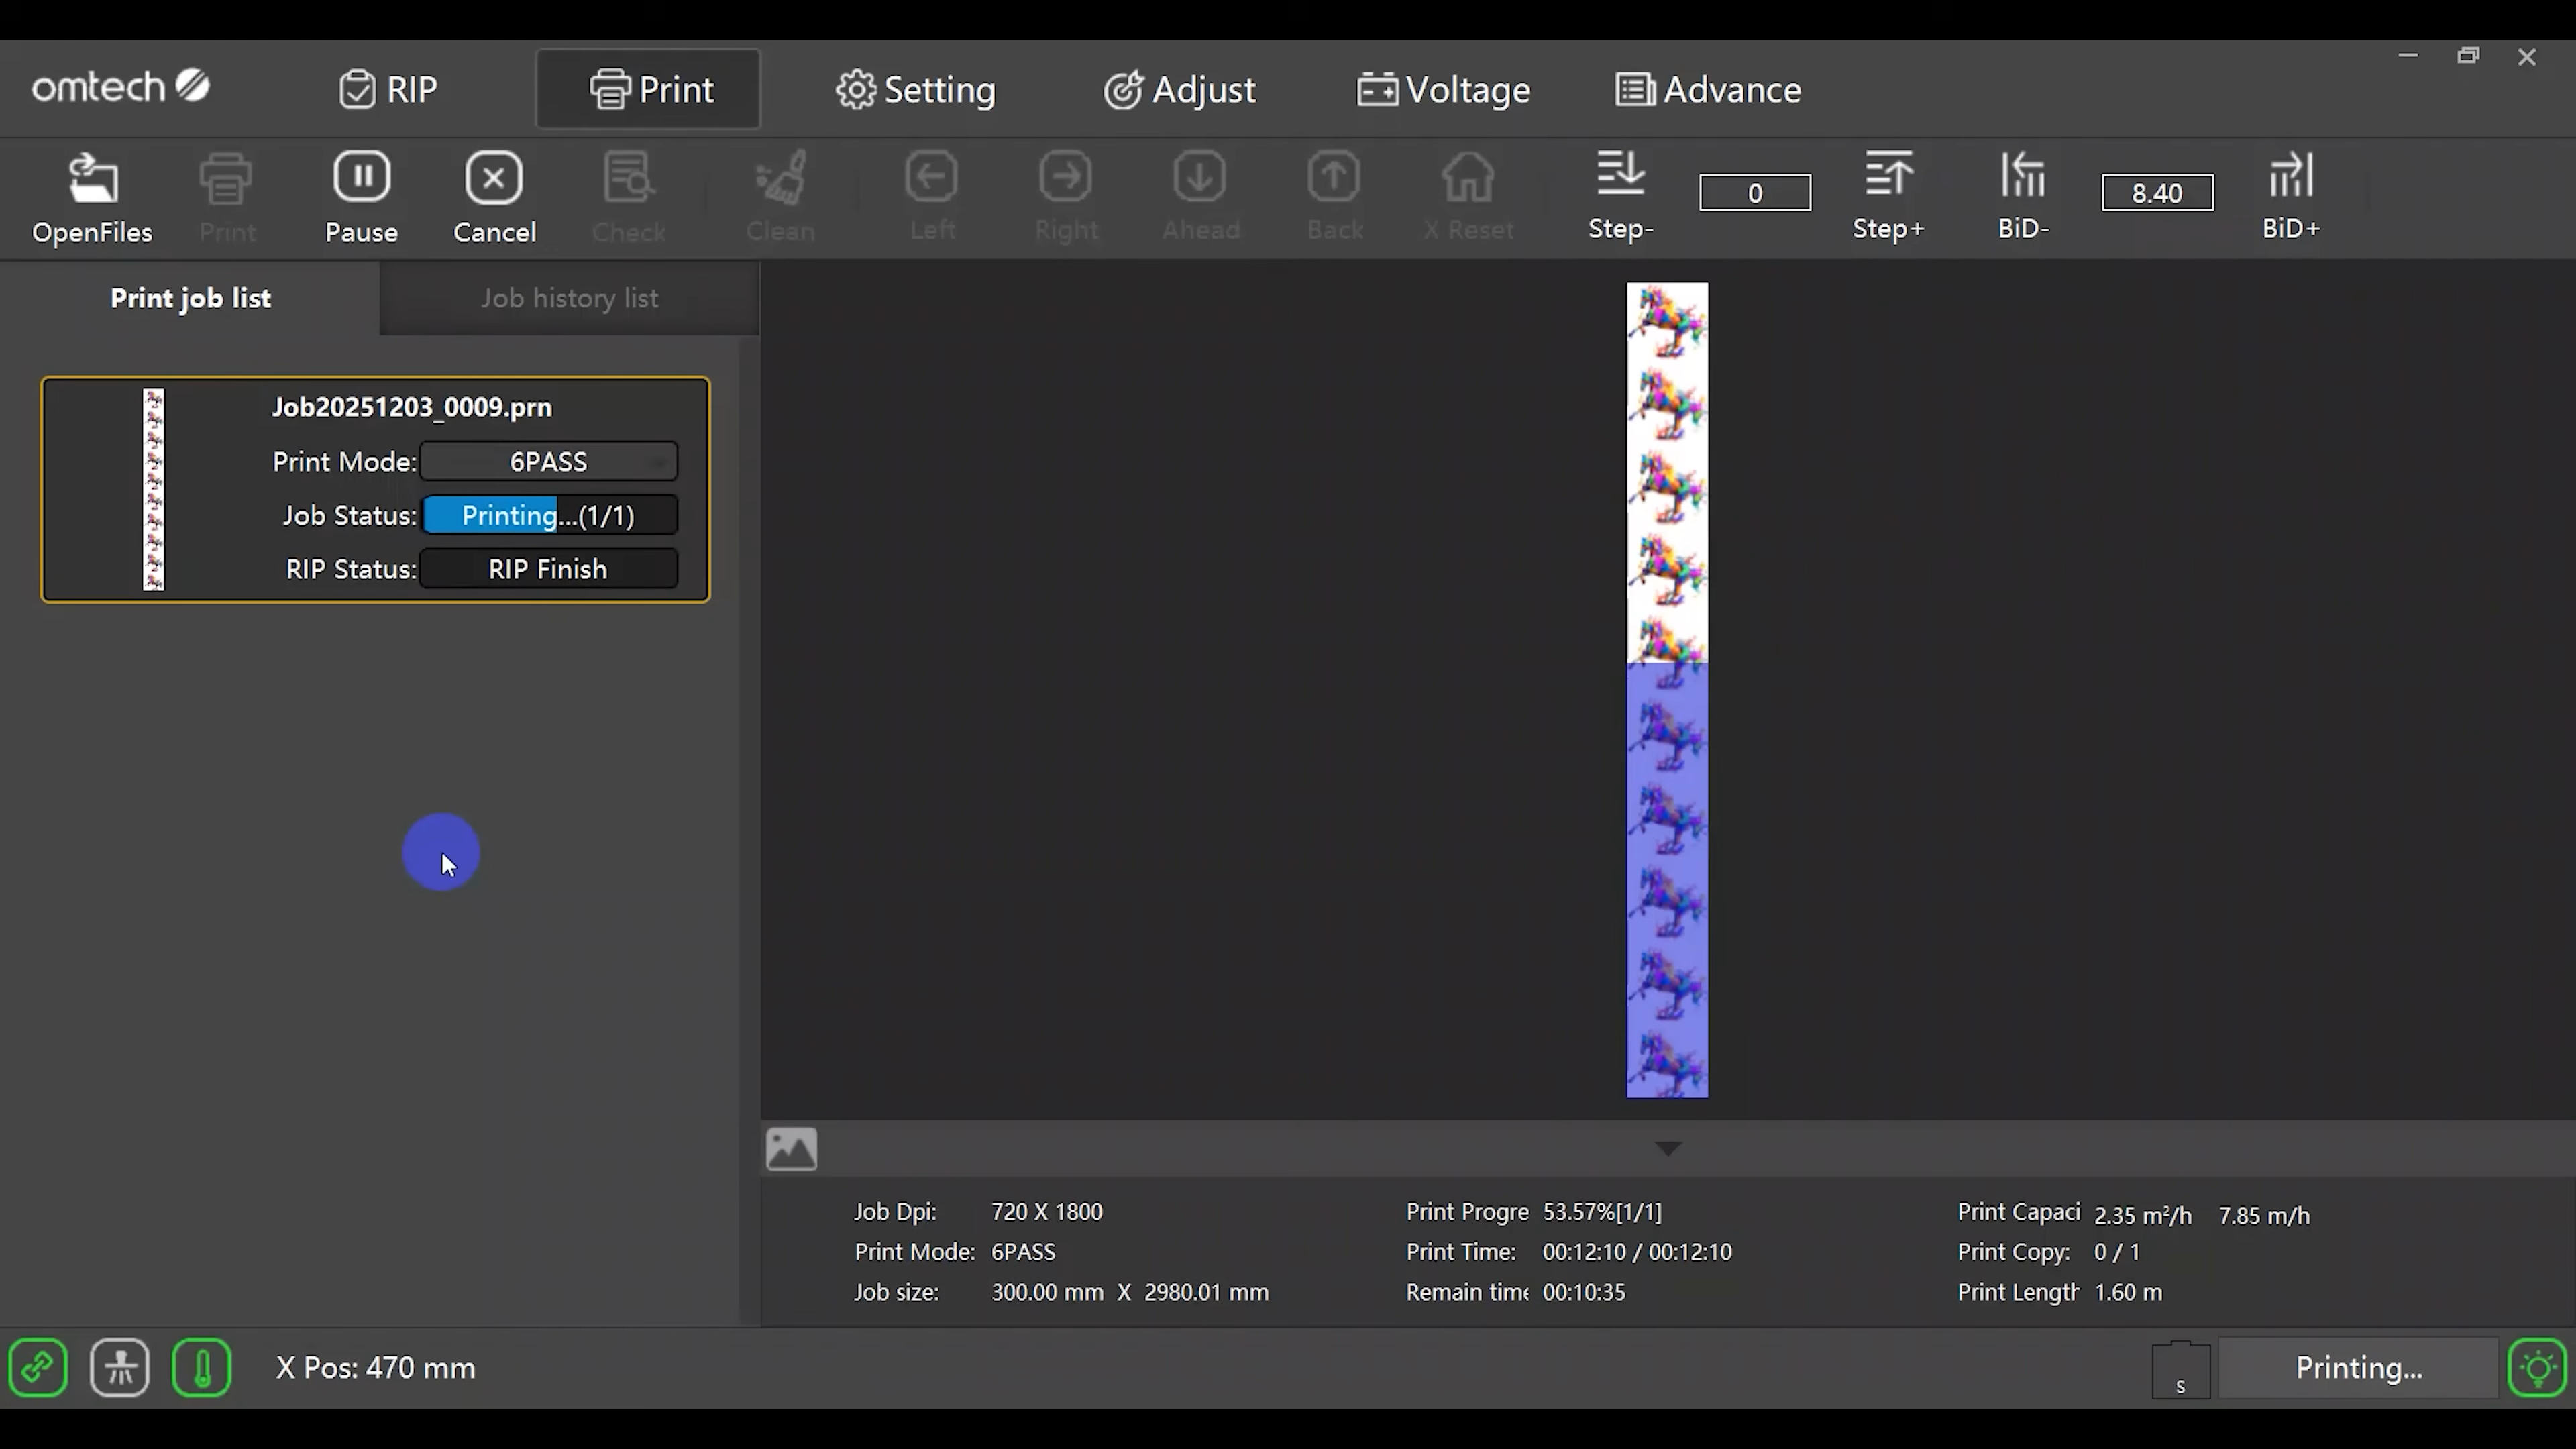 omtech
RIP
Print
Setting
Adjust
Voltage
Advance
OpenFiles
Print
Pause
Cancel
Check
Clean
Left
Right
Ahead
Back
X Reset
Step-
0
Step+
BiD-
8.40
BiD+
Print job list
Job history list
Job20251203_0009.prn
Print Mode: 6PASS
Job Status: Printing...(1/1)
RIP Status: RIP Finish
Job Dpi: 720 X 1800
Print Mode: 6PASS
Job size: 300.00 mm X 2980.01 mm
Print Progre 53.57%[1/1]
Print Time: 00:12:10 / 00:12:10
Remain time 00:10:35
Print Capaci 2.35 m²/h 7.85 m/h
Print Copy: 0 / 1
Print Length 1.60 m
X Pos: 470 mm
S
Printing...